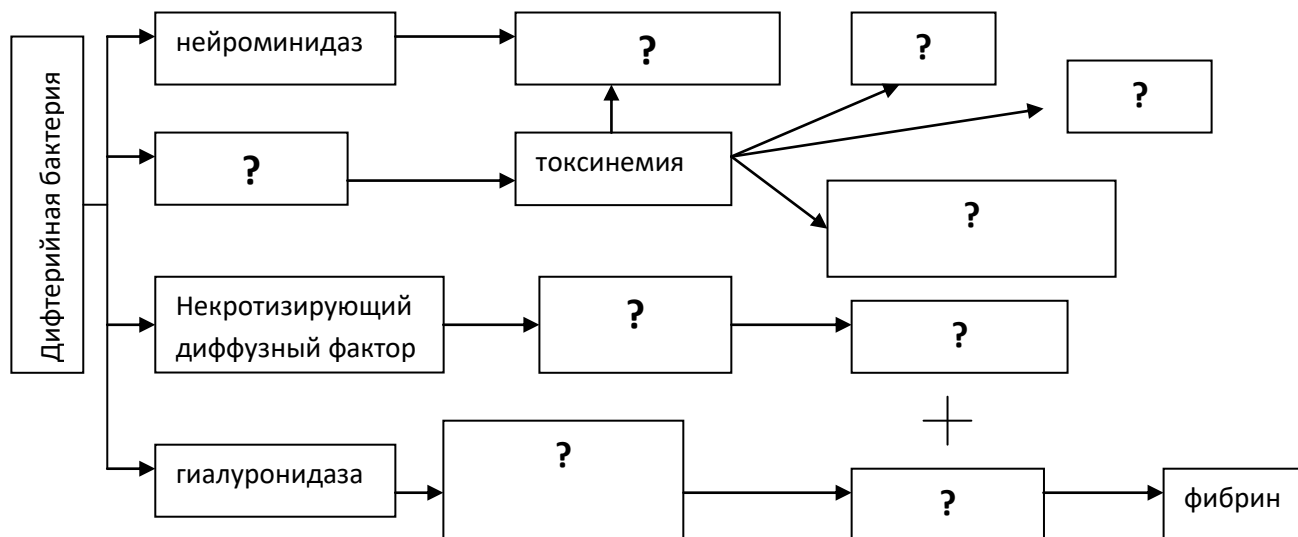 Дифтерийная бактерия
нейроминидаз
?
?
?
?
токсинемия
?
Некротизирующий
диффузный фактор
?
?
гиалуронидаза
?
?
фибрин